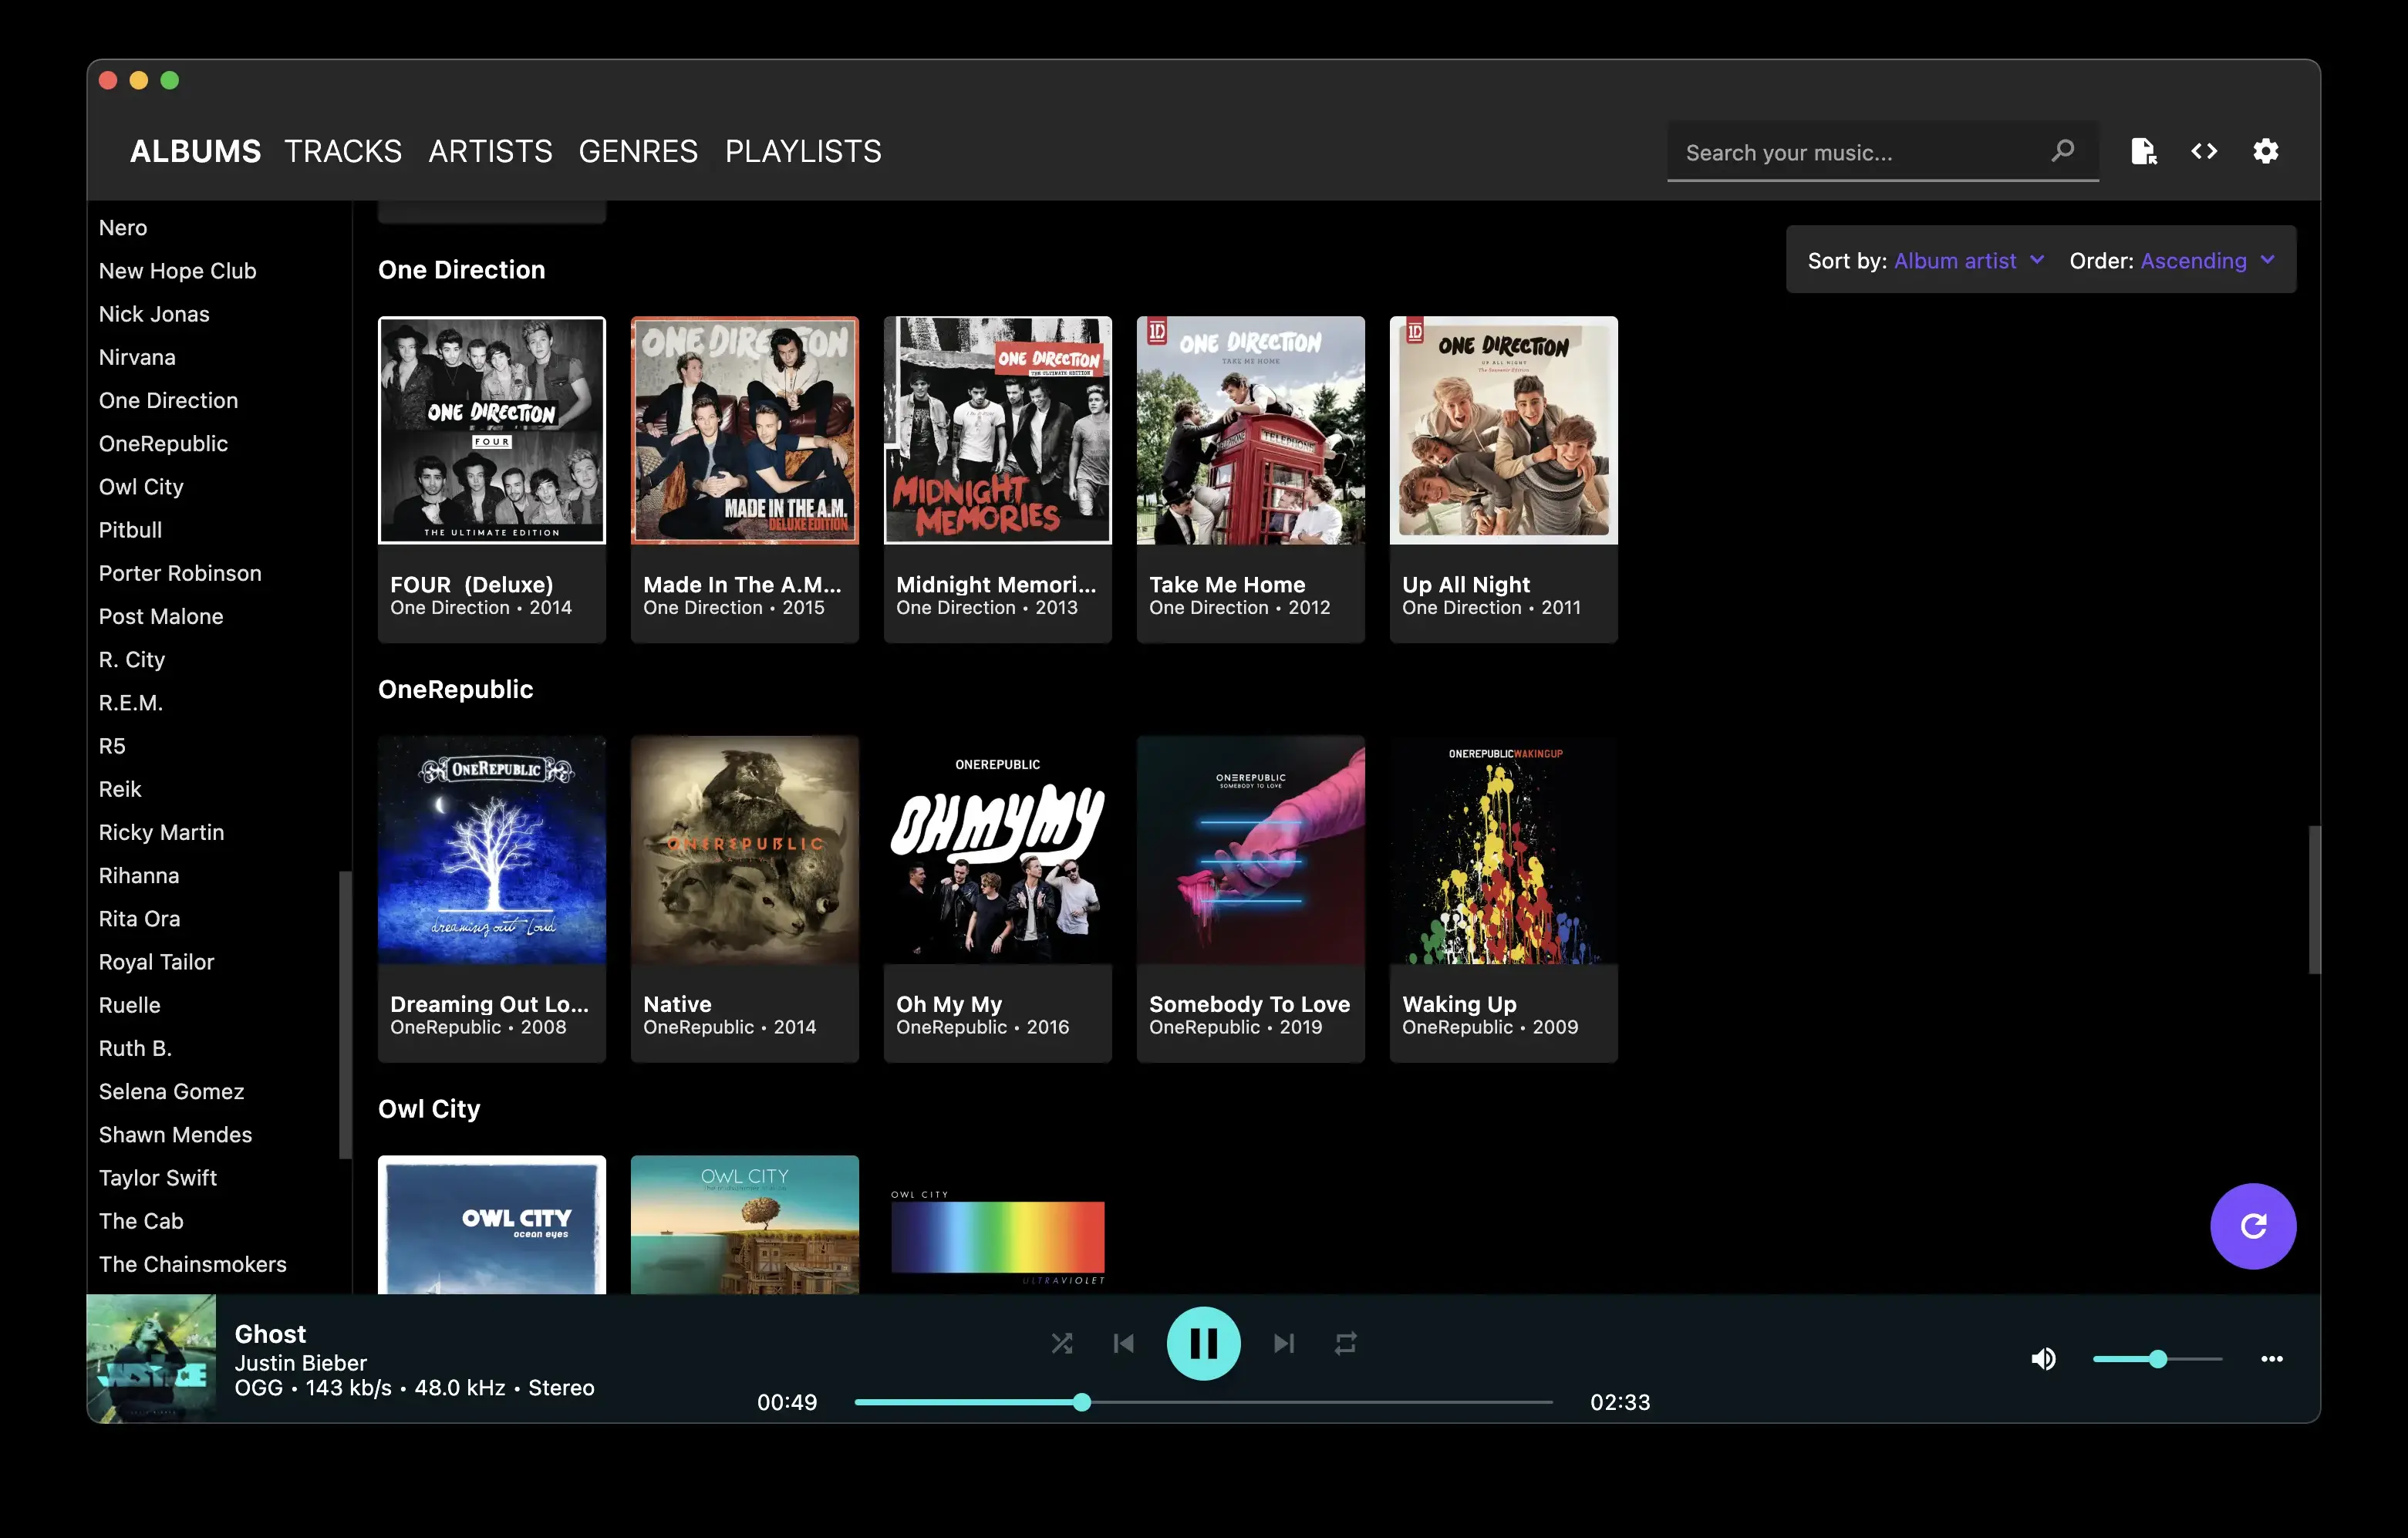 ALBUMS TRACKS ARTISTS GENRES PLAYLISTS
Search your music...
Nero
New Hope Club
Nick Jonas
Nirvana
One Direction
OneRepublic
Owl City
Pitbull
Porter Robinson
Post Malone
R. City
R.E.M.
R5
Reik
Ricky Martin
Rihanna
Rita Ora
Royal Tailor
Ruelle
Ruth B.
Selena Gomez
Shawn Mendes
Taylor Swift
The Cab
The Chainsmokers
Sort by: Album artist Order: Ascending
One Direction
ONE DIRECTION
FOUR
THE ULTIMATE EDITION
FOUR (Deluxe)
One Direction • 2014
ONE DIRECTION
MADE IN THE A.M.
DELUXE EDITION
Made In The A.M...
One Direction • 2015
ONE DIRECTION
THE ULTIMATE EDITION
MIDNIGHT
MEMORIES
Midnight Memori...
One Direction • 2013
1D
ONE DIRECTION
TAKE ME HOME
TELEPHONE
Take Me Home
One Direction • 2012
1D
ONE DIRECTION
UP ALL NIGHT
The Souvenir Edition
Up All Night
One Direction • 2011
OneRepublic
ONEREPUBLIC
dreaming out loud
Dreaming Out Lo...
OneRepublic • 2008
ONEREPUBLIC
Native
OneRepublic • 2014
ONEREPUBLIC
OH MY MY
Oh My My
OneRepublic • 2016
ONEREPUBLIC
SOMEBODY TO LOVE
Somebody To Love
OneRepublic • 2019
ONEREPUBLICWAKINGUP
Waking Up
OneRepublic • 2009
Owl City
OWL CITY
ocean eyes
OWL CITY
OWL CITY
ULTRAVIOLET
JUSTICE
Ghost
Justin Bieber
OGG • 143 kb/s • 48.0 kHz • Stereo
00:49
02:33